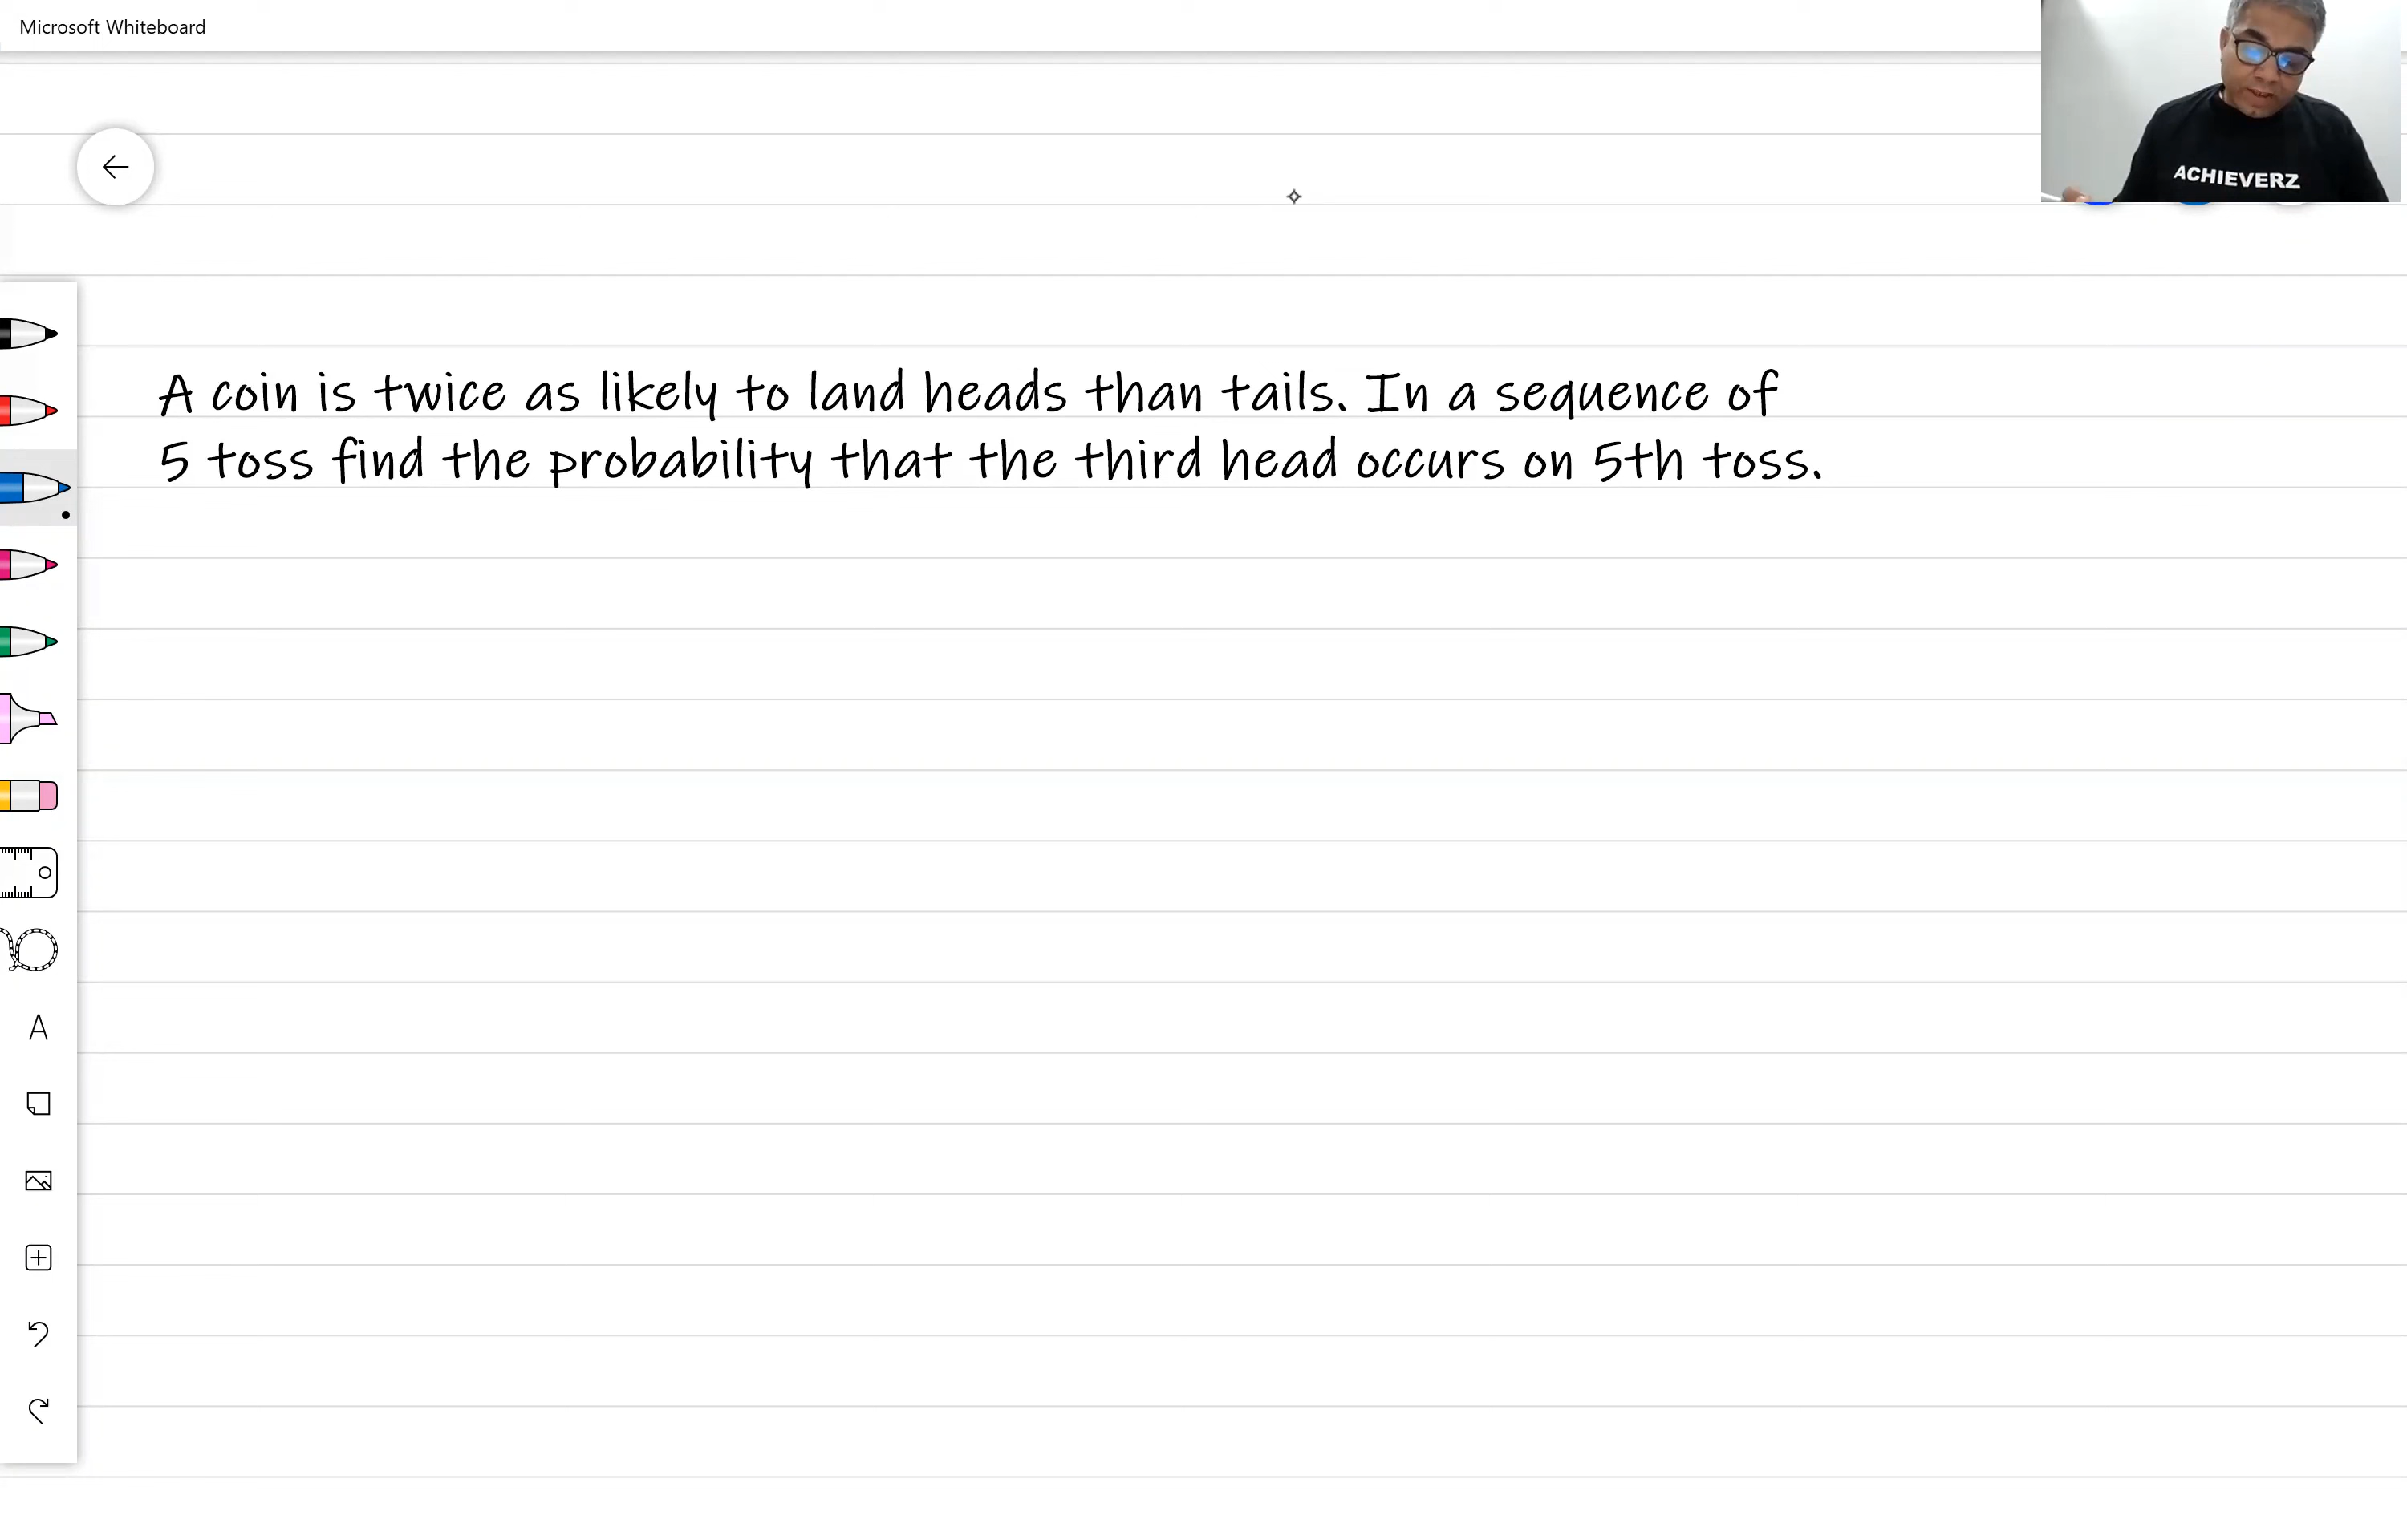 Microsoft Whiteboard
ACHIEVERZ
A coin is twice as likely to land heads than tails. In a sequence of
5 toss find the probability that the third head occurs on 5th toss.
A